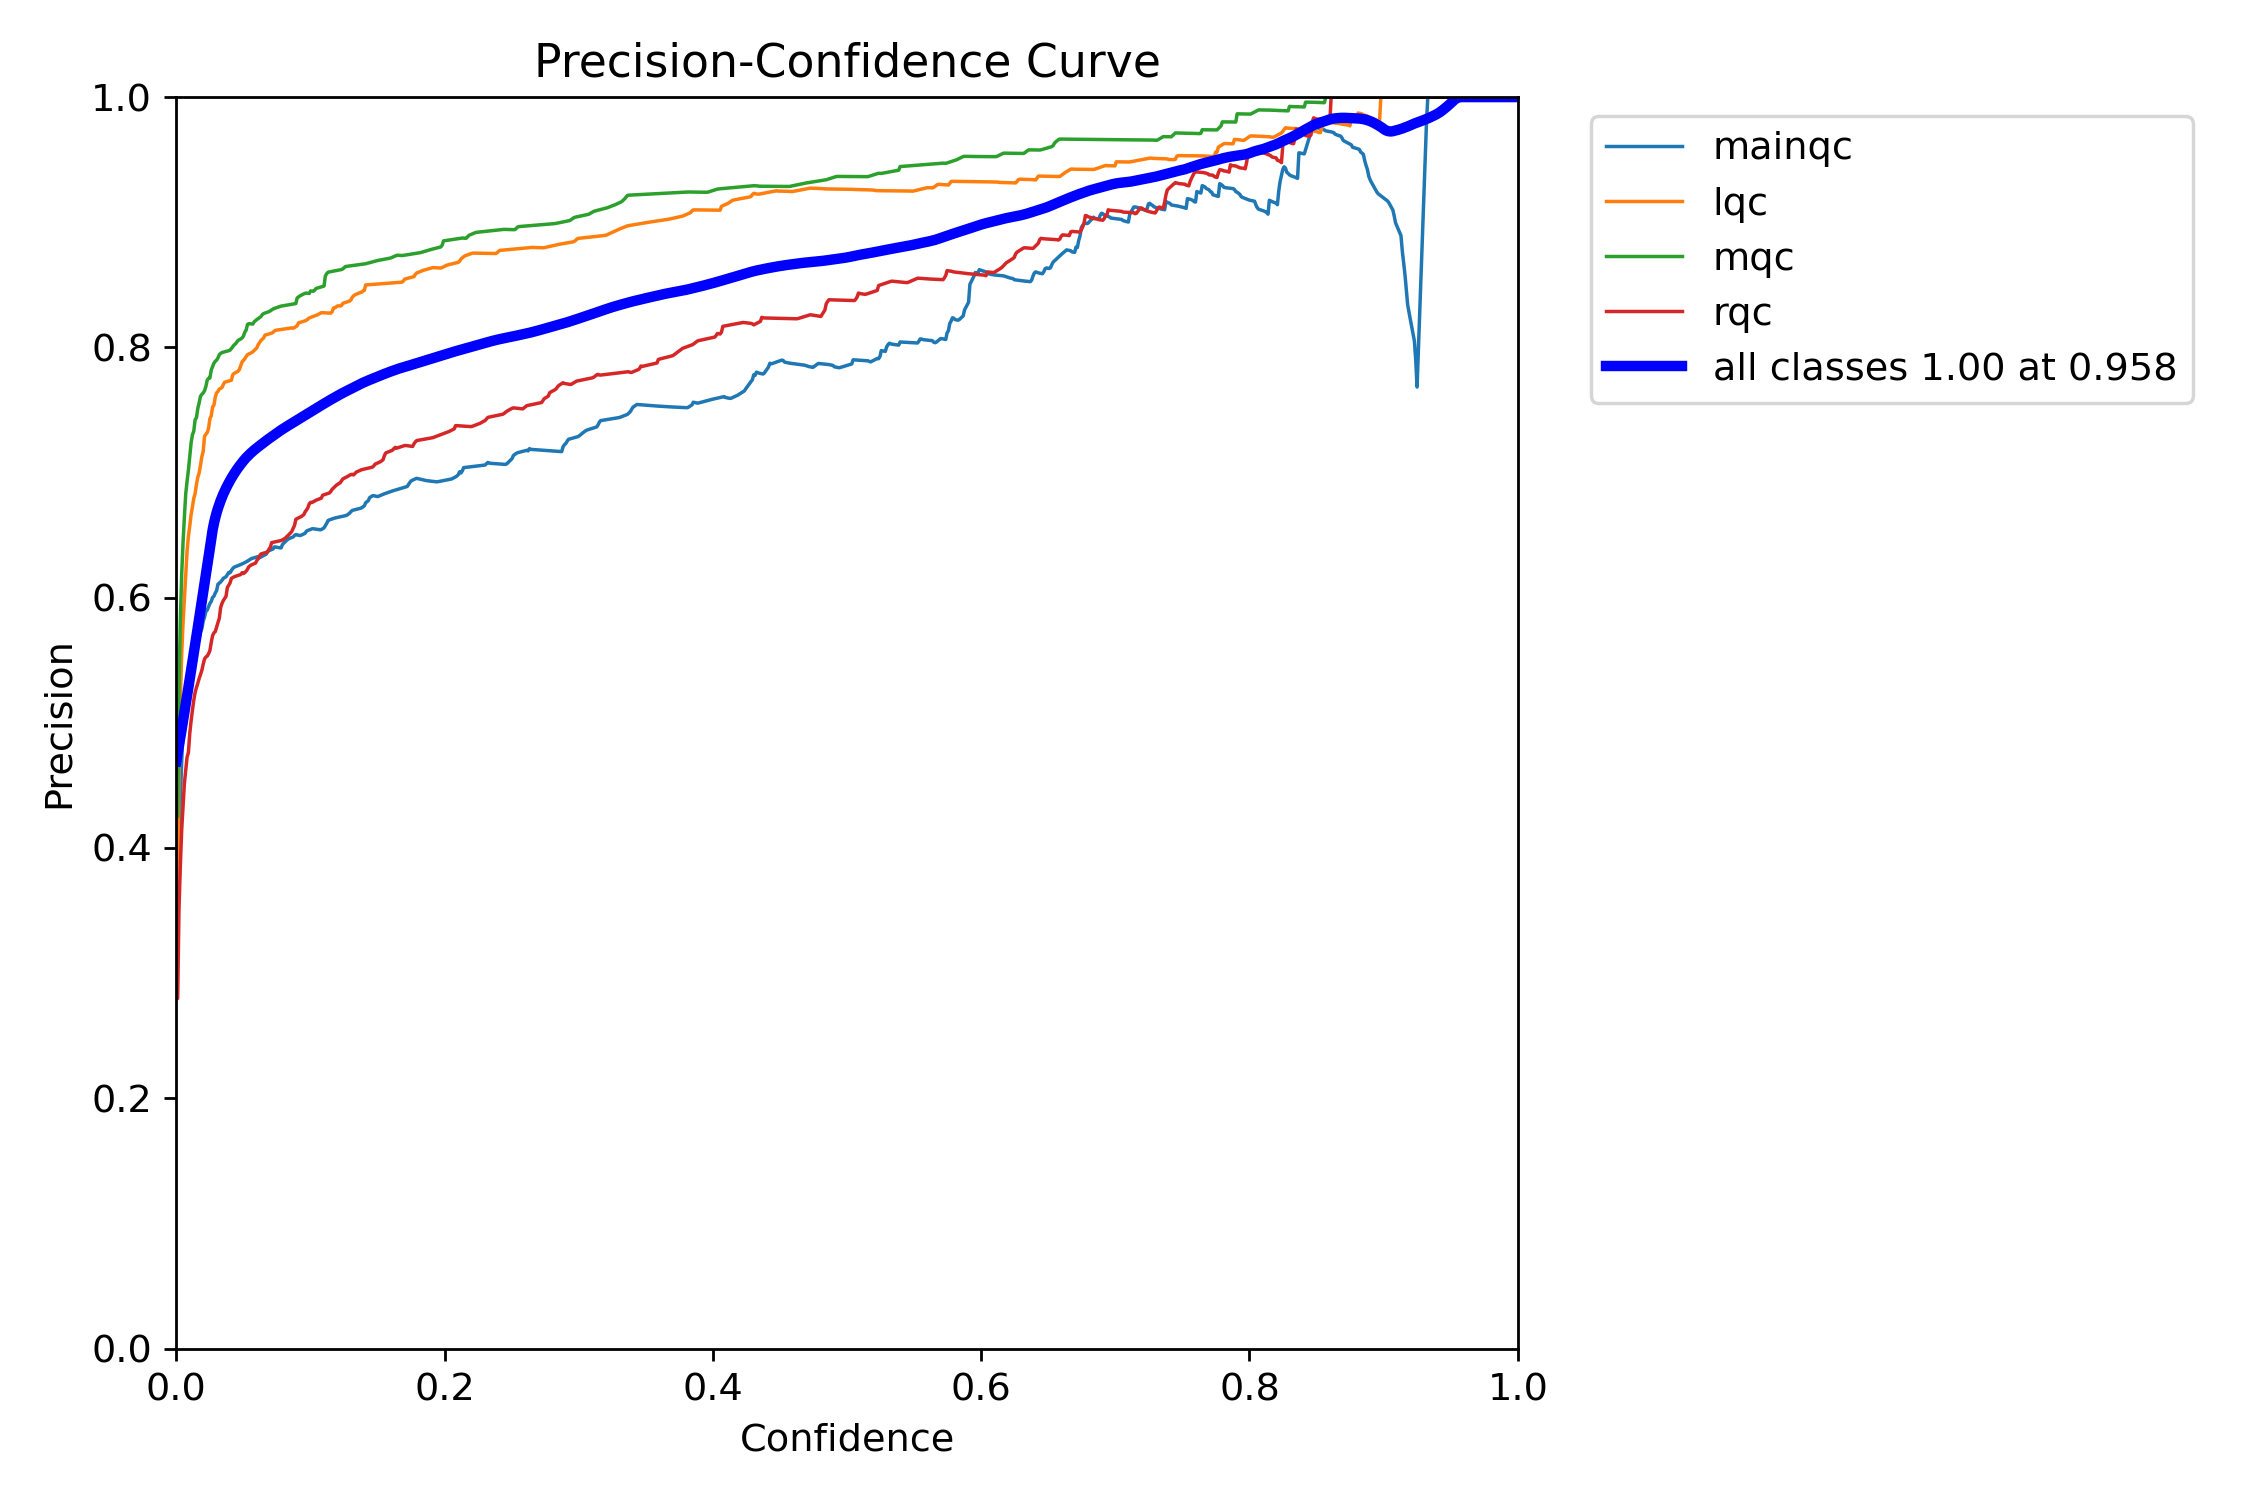 Precision-Confidence Curve
1.0
0.8
0.6
0.4
0.2
0.0
Precision
0.0 0.2 0.4 0.6 0.8 1.0
Confidence
mainqc
lqc
mqc
rqc
all classes 1.00 at 0.958